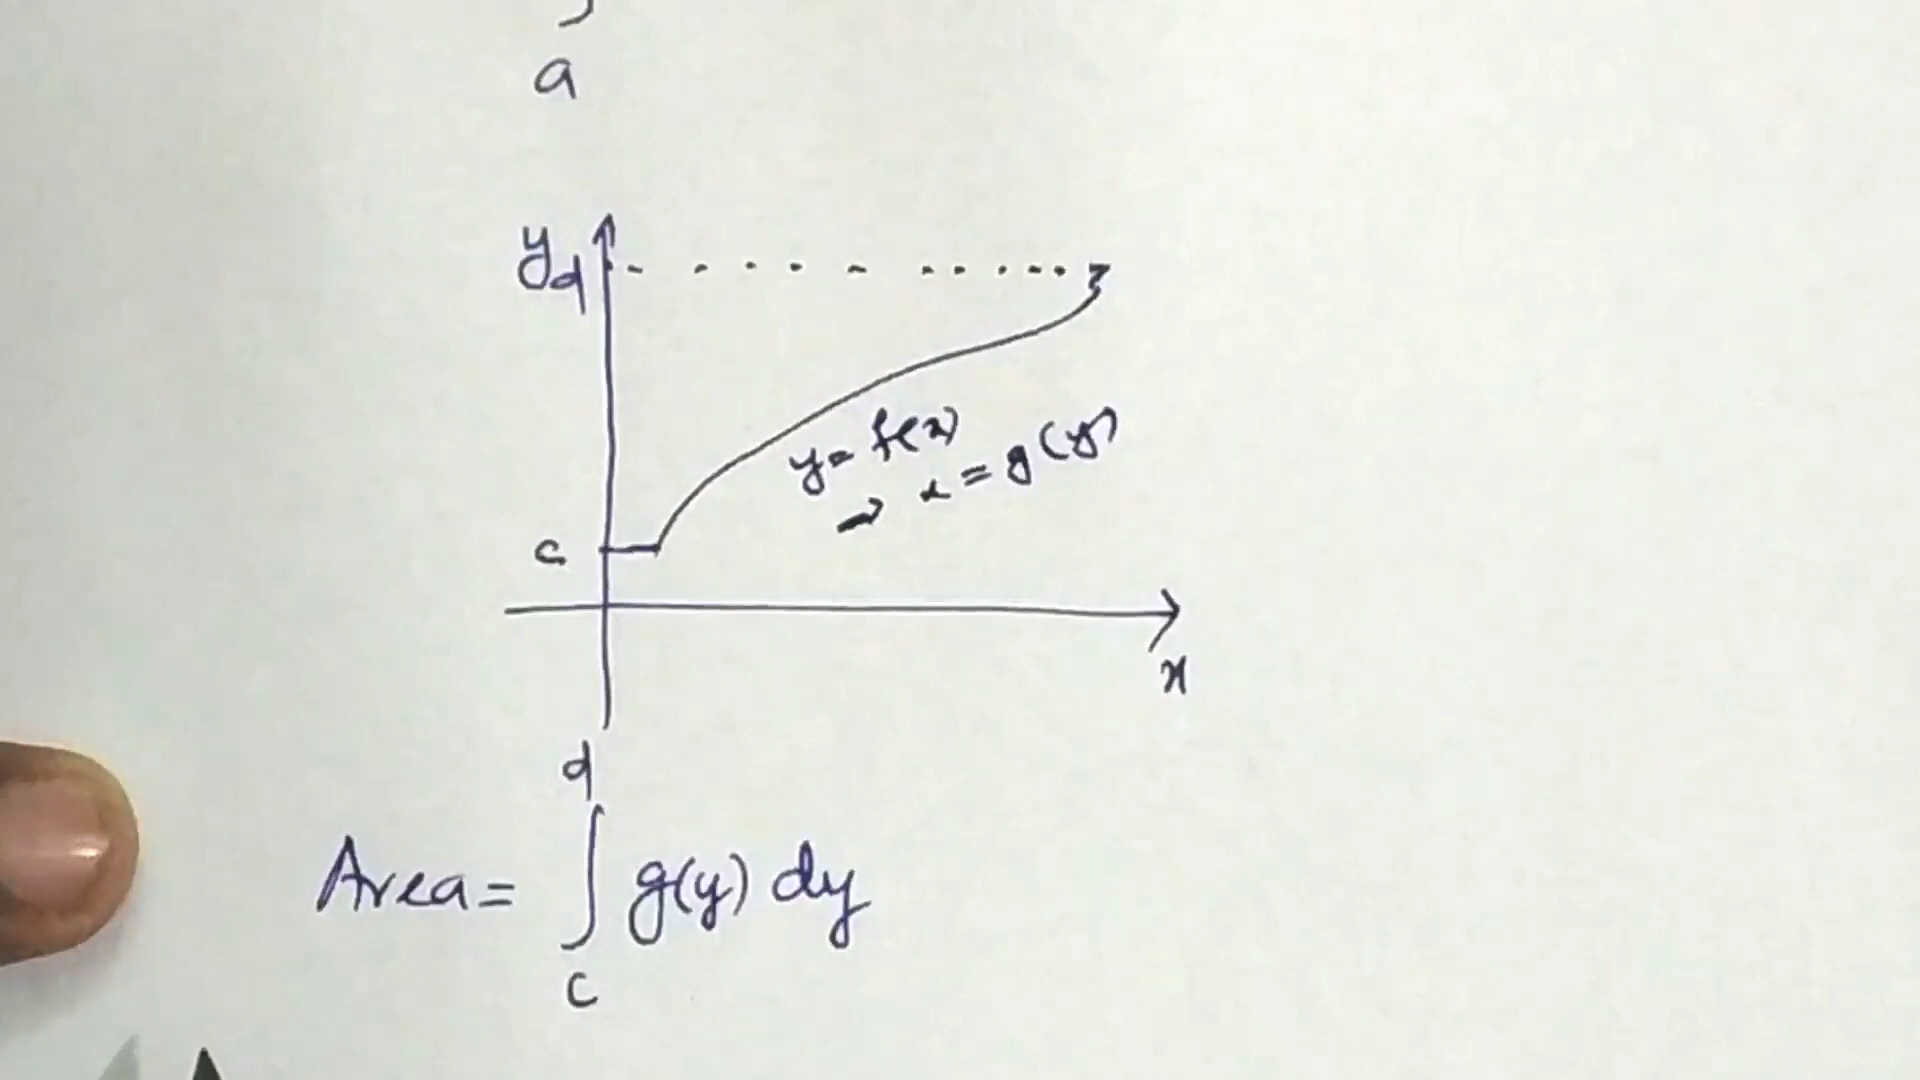 ∫
a
y
d
y = f(x)
→ x = g(y)
c
x
d
Area = ∫ g(y) dy
c